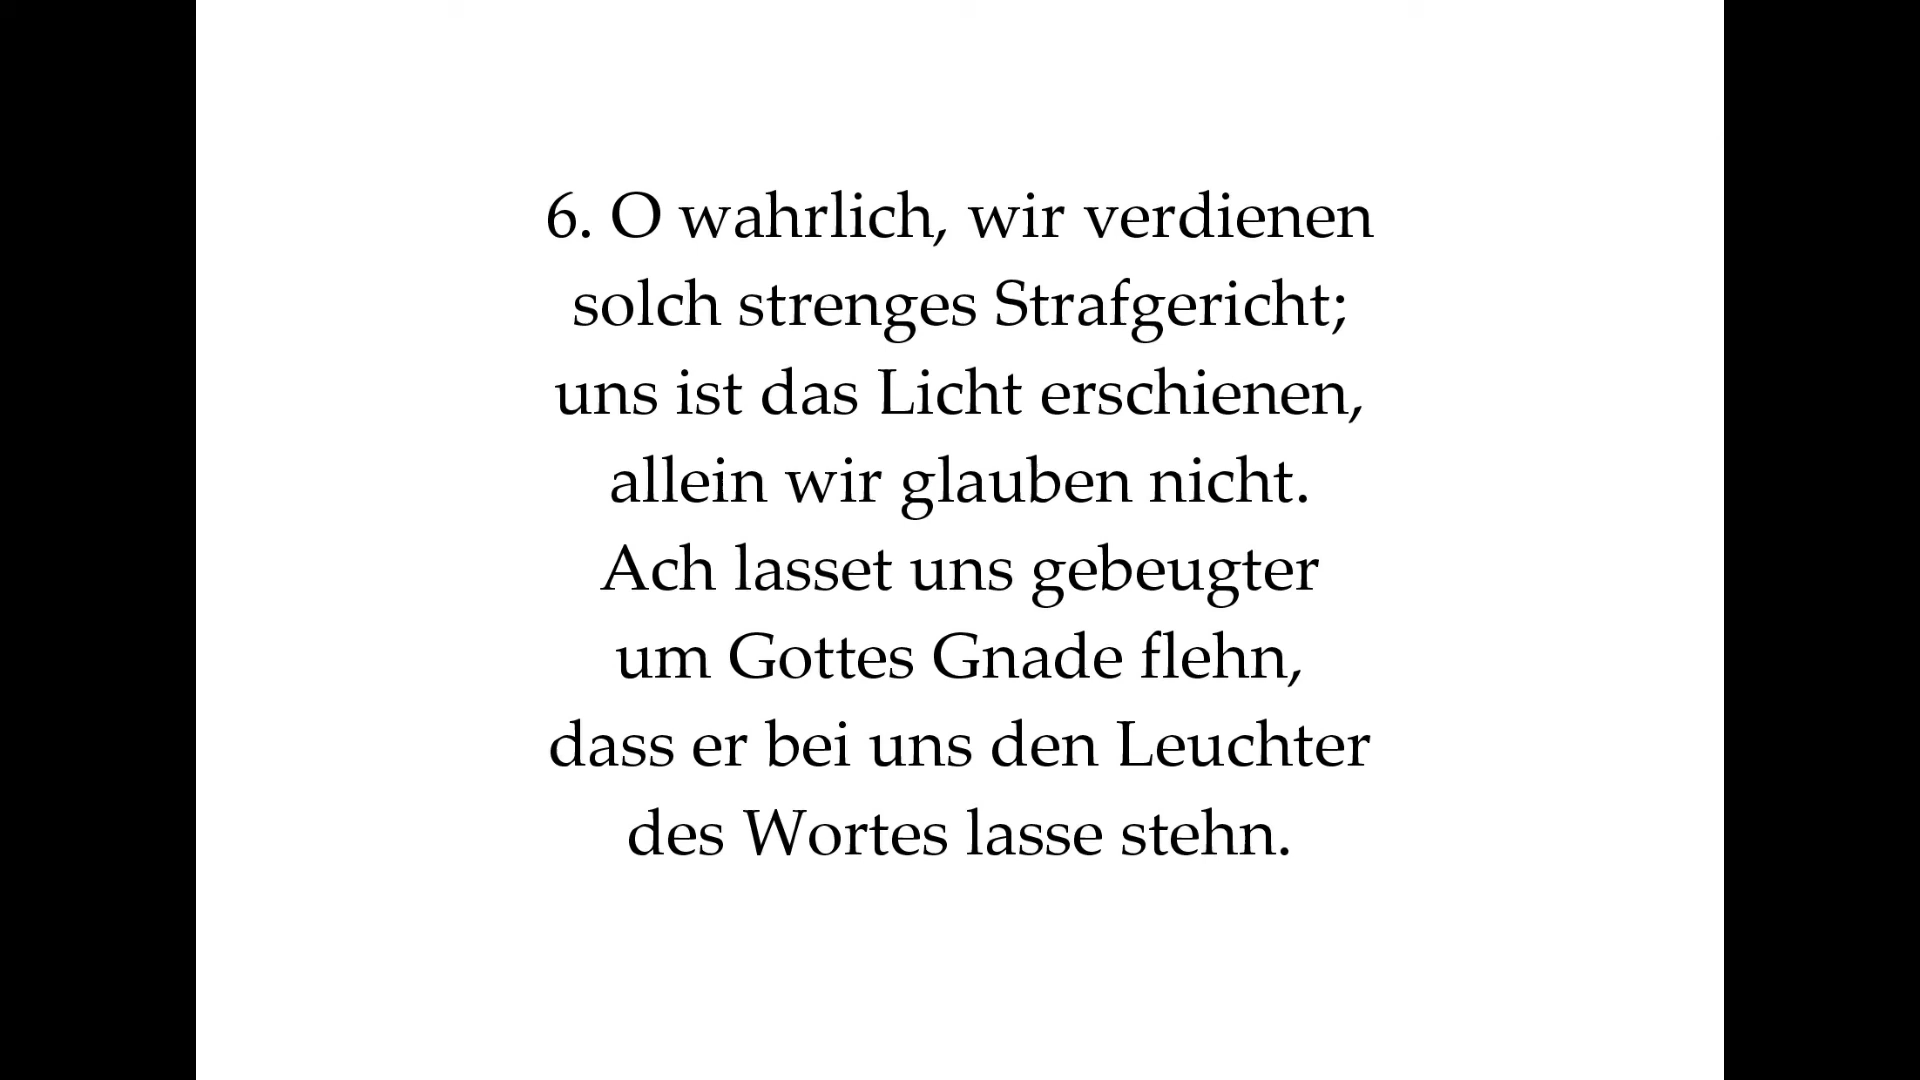 6. O wahrlich, wir verdienen
solch strenges Strafgericht;
uns ist das Licht erschienen,
allein wir glauben nicht.
Ach lasset uns gebeugter
um Gottes Gnade flehn,
dass er bei uns den Leuchter
des Wortes lasse stehn.